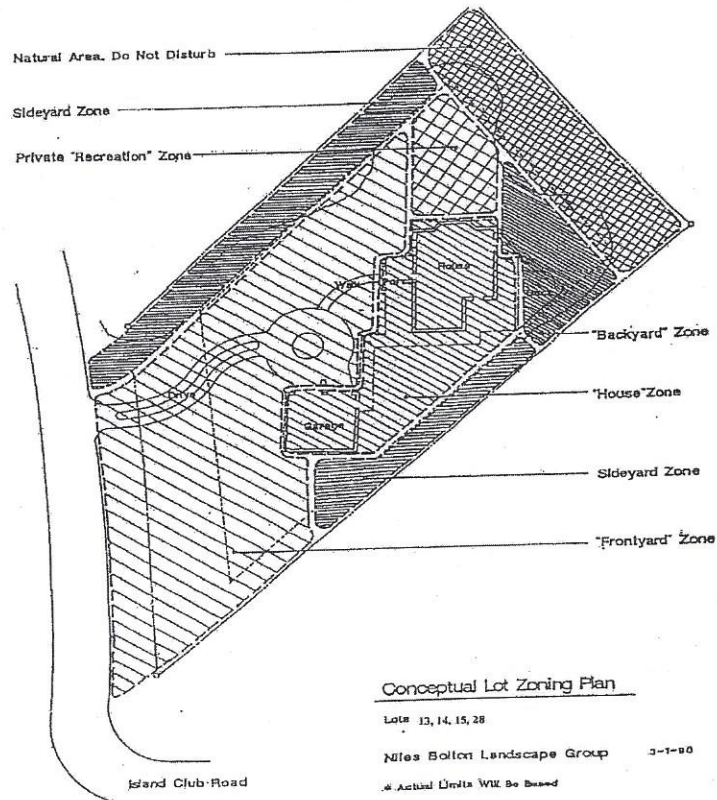 Natural Area. Do Not Disturb
Sideyard Zone
Private "Recreation" Zone
House
Drive
Garage
"Backyard" Zone
"House" Zone
Sideyard Zone
"Frontyard" Zone
Conceptual Lot Zoning Plan
Lots 13, 14, 15, 28
Niles Bolton Landscape Group
Island Club Road
* Actual Limits Will Be Based